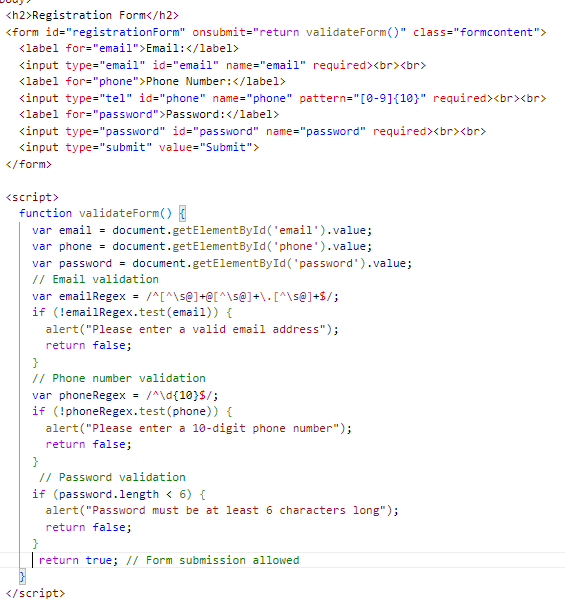 body>
<h2>Registration Form</h2>
<form id="registrationForm" onsubmit="return validateForm()" class="formcontent">
<label for="email">Email:</label>
<input type="email" id="email" name="email" required><br><br>
<label for="phone">Phone Number:</label>
<input type="tel" id="phone" name="phone" pattern="[0-9]{10}" required><br><br>
<label for="password">Password:</label>
<input type="password" id="password" name="password" required><br><br>
<input type="submit" value="Submit">
</form>
<script>
function validateForm() {
var email = document.getElementById('email').value;
var phone = document.getElementById('phone').value;
var password = document.getElementById('password').value;
// Email validation
var emailRegex = /^[^\s@]+@[^\s@]+\.[^\s@]+$/;
if (!emailRegex.test(email)) {
alert("Please enter a valid email address");
return false;
}
// Phone number validation
var phoneRegex = /^\d{10}$/;
if (!phoneRegex.test(phone)) {
alert("Please enter a 10-digit phone number");
return false;
}
// Password validation
if (password.length < 6) {
alert("Password must be at least 6 characters long");
return false;
}
return true; // Form submission allowed
}
</script>